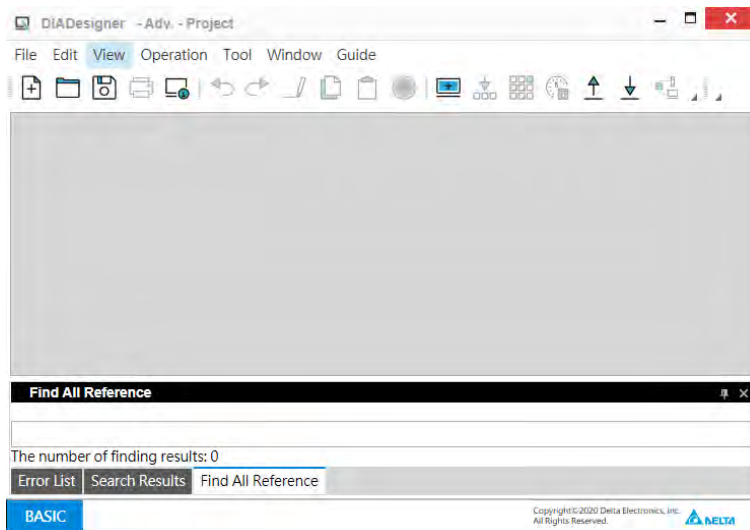 DIADesigner - Adv. - Project
File Edit View Operation Tool Window Guide
Find All Reference
The number of finding results: 0
Error List Search Results Find All Reference
BASIC
Copyright©2020 Delta Electronics, Inc.
All Rights Reserved.
DELTA